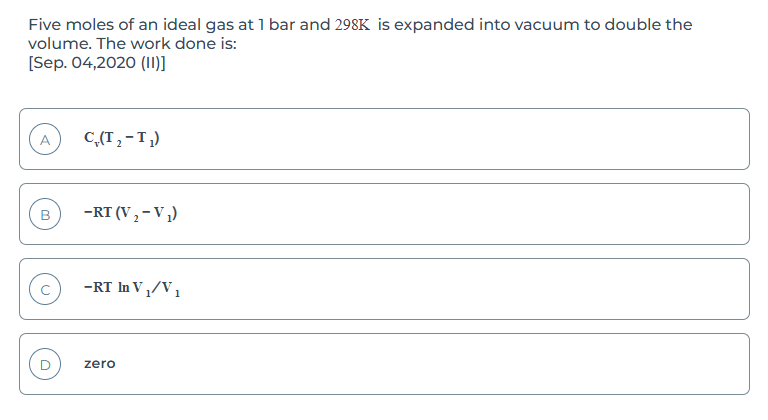 Five moles of an ideal gas at 1 bar and 298K is expanded into vacuum to double the
volume. The work done is:
[Sep. 04,2020 (II)]
A C_v(T_2 − T_1)
B −RT (V_2 − V_1)
C −RT ln V_1/V_1
D zero